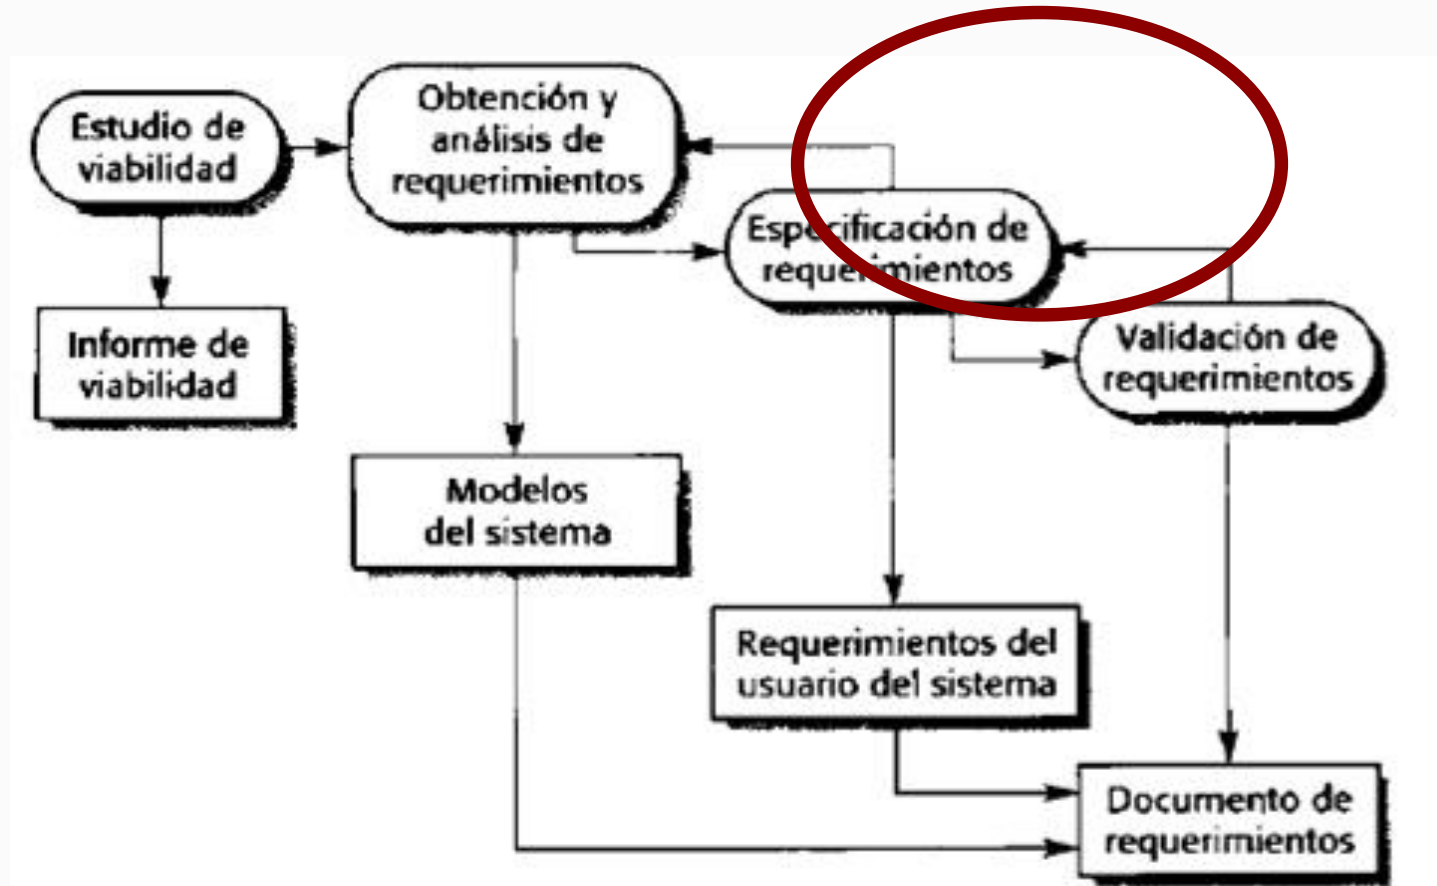 Estudio de
viabilidad
Obtención y
análisis de
requerimientos
Especificación de
requerimientos
Informe de
viabilidad
Validación de
requerimientos
Modelos
del sistema
Requerimientos del
usuario del sistema
Documento de
requerimientos